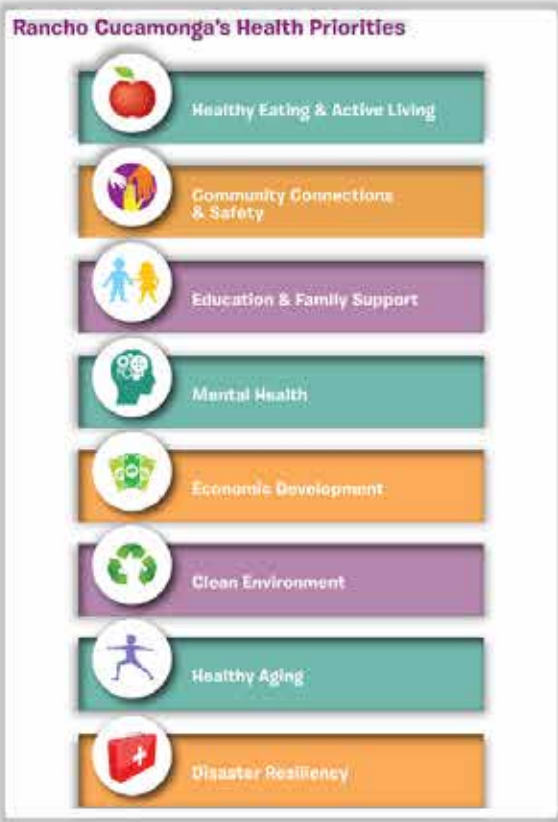 Rancho Cucamonga's Health Priorities
Healthy Eating & Active Living
Community Connections
& Safety
Education & Family Support
Mental Health
Economic Development
Clean Environment
Healthy Aging
Disaster Resiliency